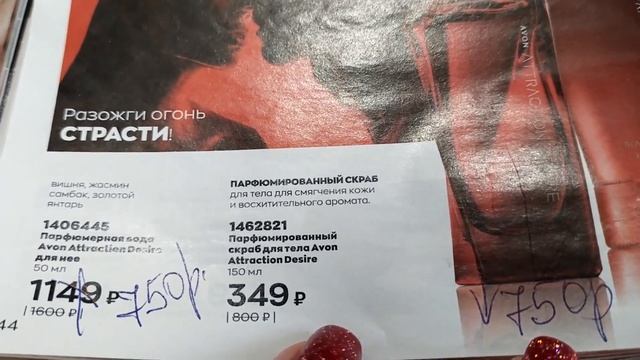 AVON ATTRAC
Разожги огонь
СТРАСТИ!
вишня, жасмин
самбак, золотой
янтарь
1406445
Парфюмерная вода
Avon Attraction Desire
для нее
50 мл
1149 ₽
|1600 ₽|
750р.
ПАРФЮМИРОВАННЫЙ СКРАБ
для тела для смягчения кожи
и восхитительного аромата.
1462821
Парфюмированный
скраб для тела Avon
Attraction Desire
150 мл
349 ₽
|800 ₽|
V 750р
44